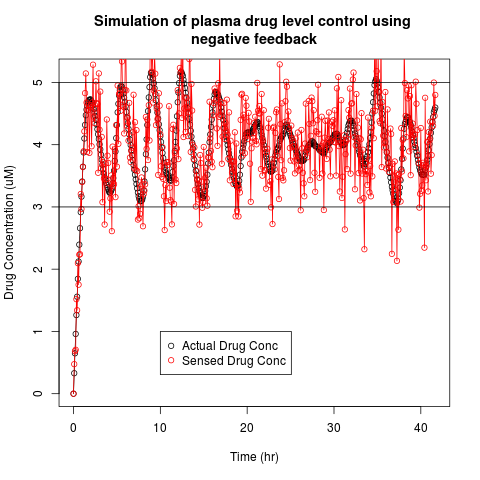 Simulation of plasma drug level control using
negative feedback
Drug Concentration (uM)
5
4
3
2
1
0
Actual Drug Conc
Sensed Drug Conc
0 10 20 30 40
Time (hr)